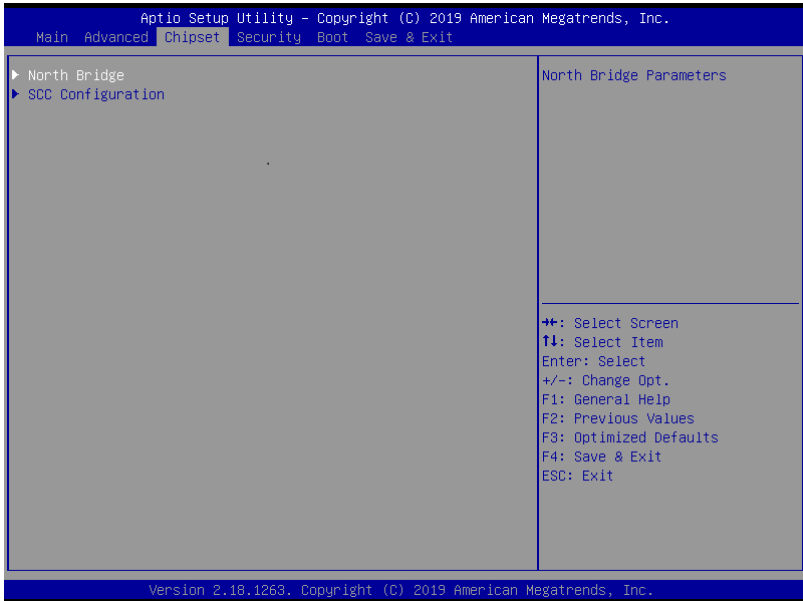 Aptio Setup Utility – Copyright (C) 2019 American Megatrends, Inc.
Main Advanced Chipset Security Boot Save & Exit
North Bridge
SCC Configuration
North Bridge Parameters
→←: Select Screen
↑↓: Select Item
Enter: Select
+/-: Change Opt.
F1: General Help
F2: Previous Values
F3: Optimized Defaults
F4: Save & Exit
ESC: Exit
Version 2.18.1263. Copyright (C) 2019 American Megatrends, Inc.